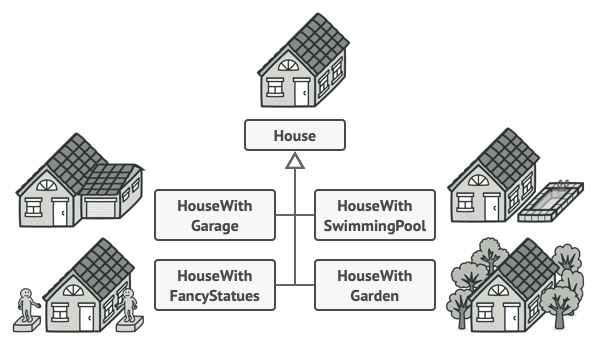 House
HouseWith
Garage
HouseWith
SwimmingPool
HouseWith
FancyStatues
HouseWith
Garden